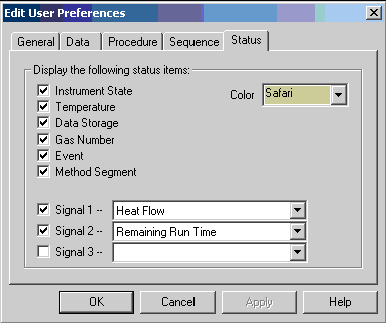 Edit User Preferences
General Data Procedure Sequence Status
Display the following status items:
Instrument State
Color Safari
Temperature
Data Storage
Gas Number
Event
Method Segment
Signal 1 -- Heat Flow
Signal 2 -- Remaining Run Time
Signal 3 --
OK Cancel Apply Help